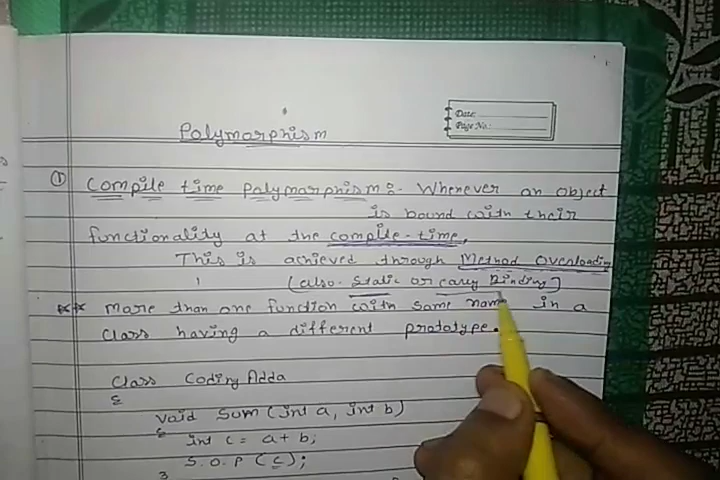 Polymorphism
Date:
Page No.:
① Compile time Polymorphism :- Whenever an object
is bound with their
functionality at the compile-time,
This is achieved through Method Overloading
(also. Static or early Binding]
** More than one function with same name in a
class having a different prototype.
Class Coding Adda
{
void Sum (int a, int b)
{
int c = a + b;
S.O.P (c);
}